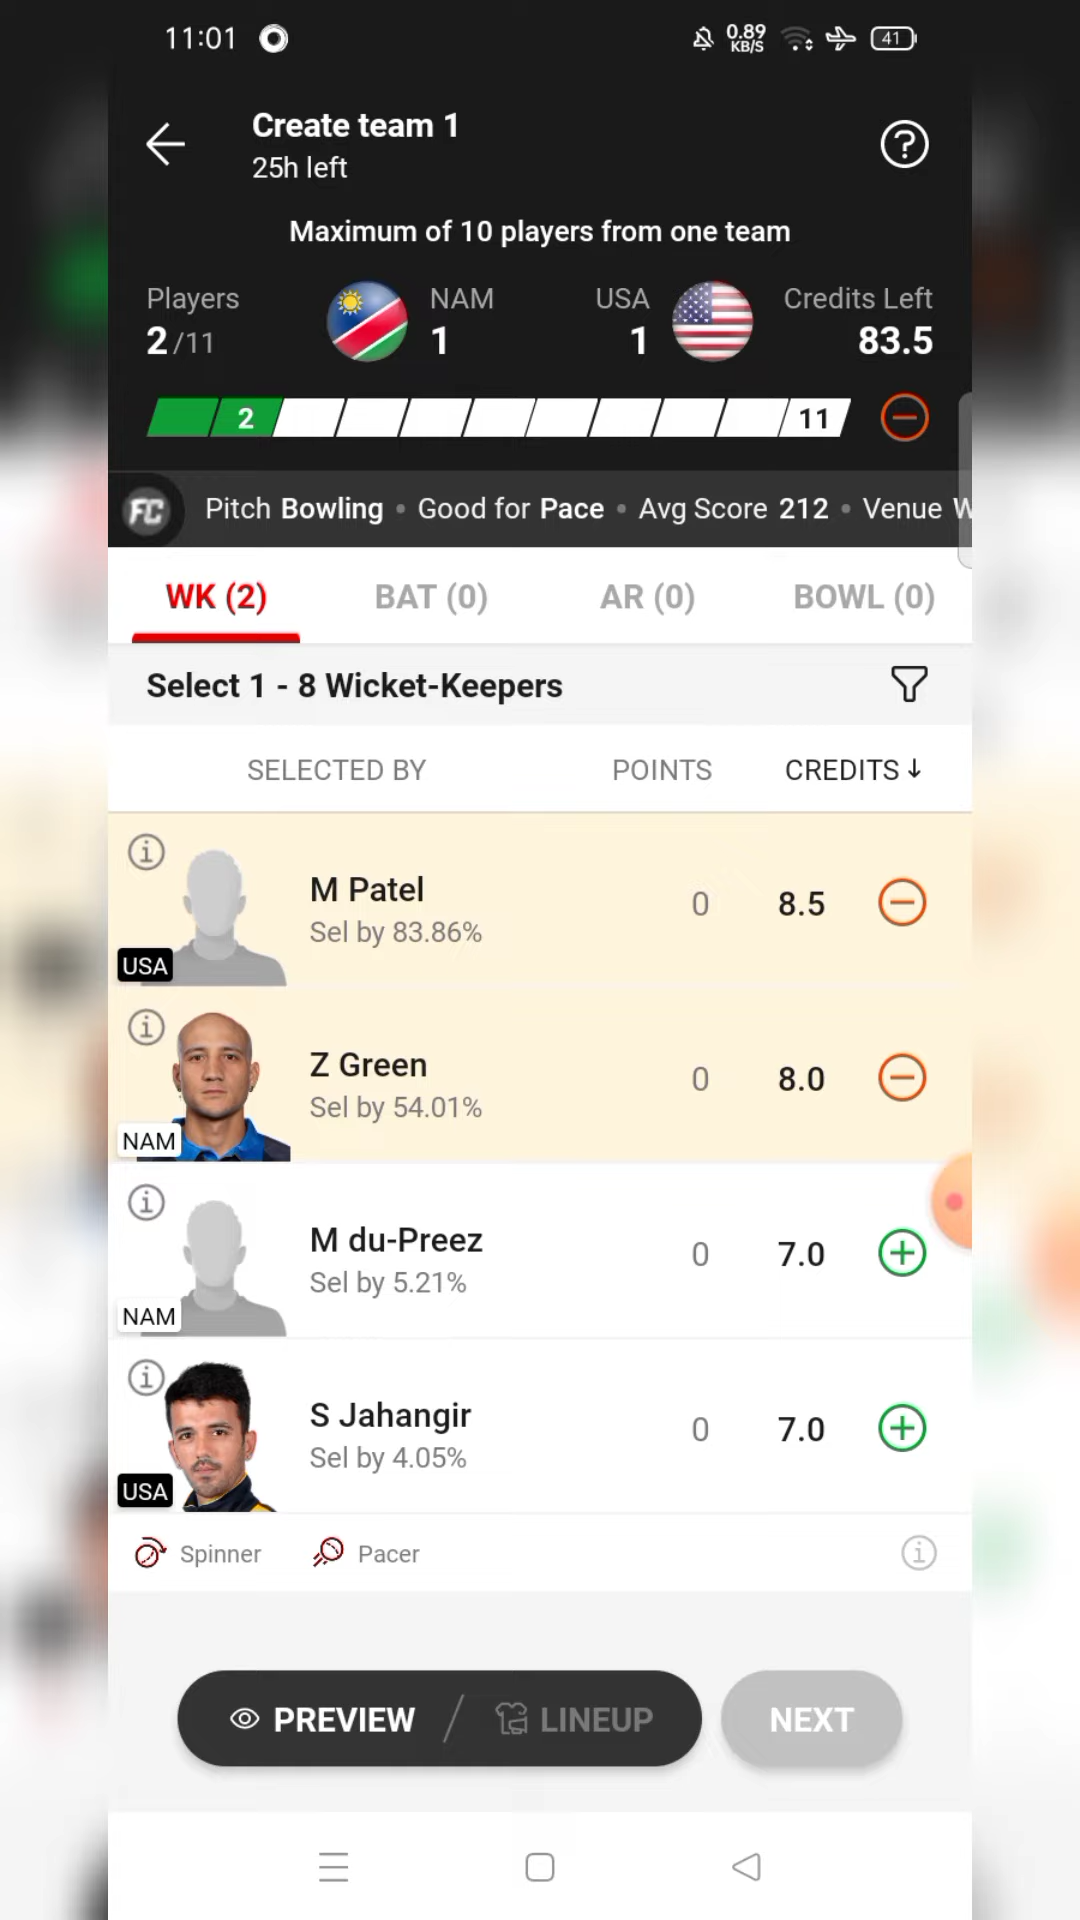 11:01
0.89
KB/S
41
Create team 1
25h left
Maximum of 10 players from one team
Players
2/11
NAM
1
USA
1
Credits Left
83.5
2
11
FC
Pitch Bowling • Good for Pace • Avg Score 212 • Venue W
WK (2)
BAT (0)
AR (0)
BOWL (0)
Select 1 - 8 Wicket-Keepers
SELECTED BY
POINTS
CREDITS↓
M Patel
Sel by 83.86%
0
8.5
USA
Z Green
Sel by 54.01%
0
8.0
NAM
M du-Preez
Sel by 5.21%
0
7.0
NAM
S Jahangir
Sel by 4.05%
0
7.0
USA
Spinner
Pacer
PREVIEW
LINEUP
NEXT